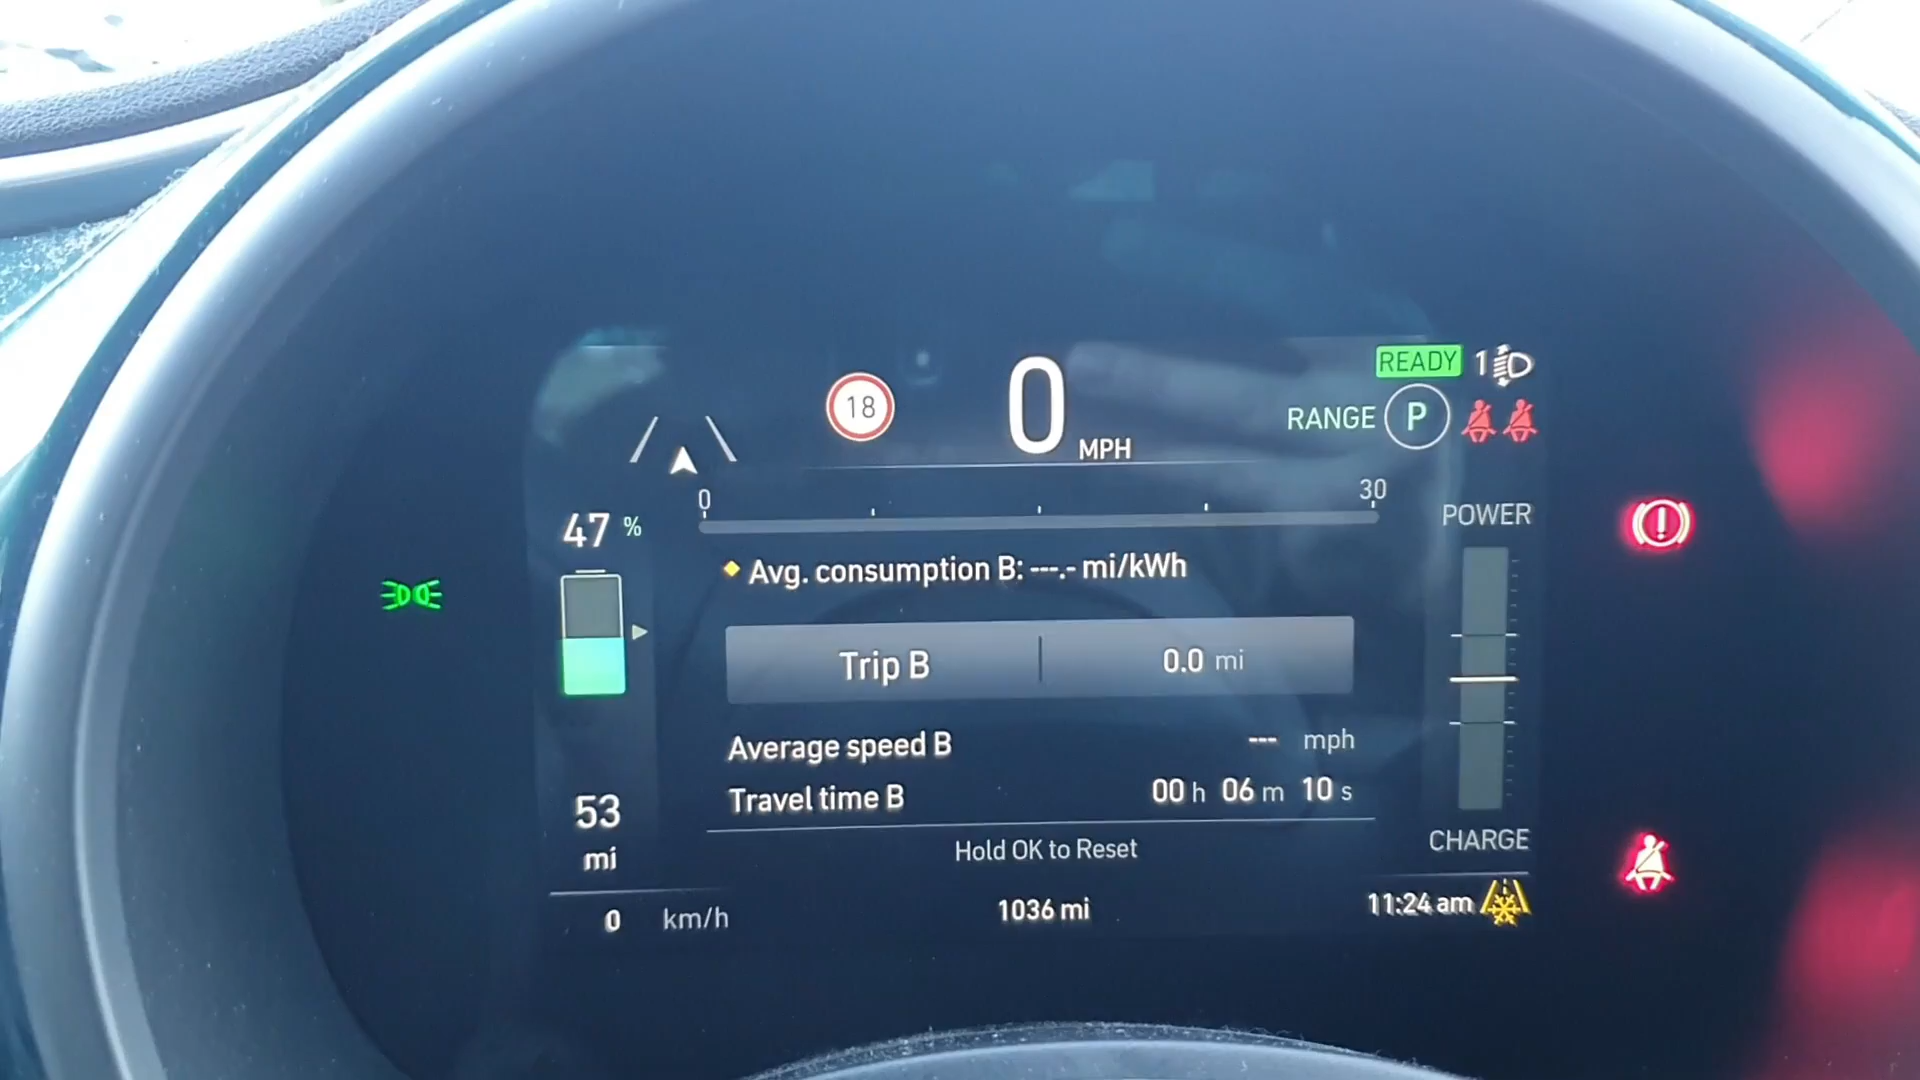 READY 1
18 0 MPH
RANGE P
0 30
47 %
POWER
Avg. consumption B: ---.- mi/kWh
Trip B 0.0 mi
Average speed B --- mph
Travel time B 00 h 06 m 10 s
53
mi
CHARGE
Hold OK to Reset
0 km/h 1036 mi 11:24 am